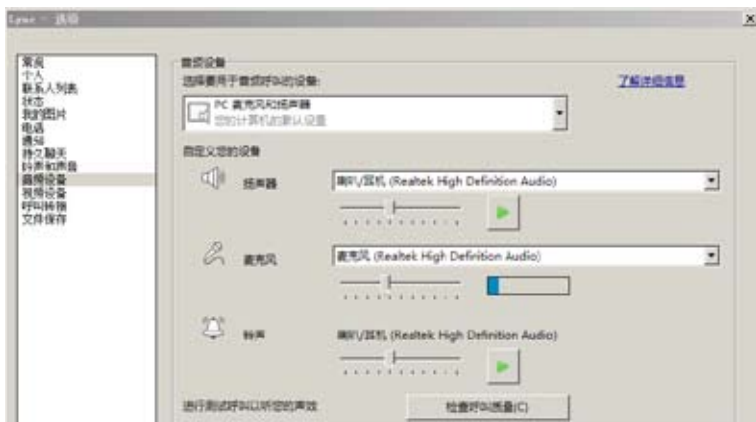 Lync - 选项
常规
个人
联系人列表
状态
我的图片
电话
通知
持久聊天
铃声和声音
音频设备
视频设备
呼叫转接
文件保存
音频设备
选择要用于音频呼叫的设备:
了解详细信息
PC 麦克风和扬声器
您的计算机的默认设置
自定义您的设备
扬声器
喇叭/耳机 (Realtek High Definition Audio)
麦克风
麦克风 (Realtek High Definition Audio)
铃声
喇叭/耳机 (Realtek High Definition Audio)
进行测试呼叫以听您的声效
检查呼叫质量(C)